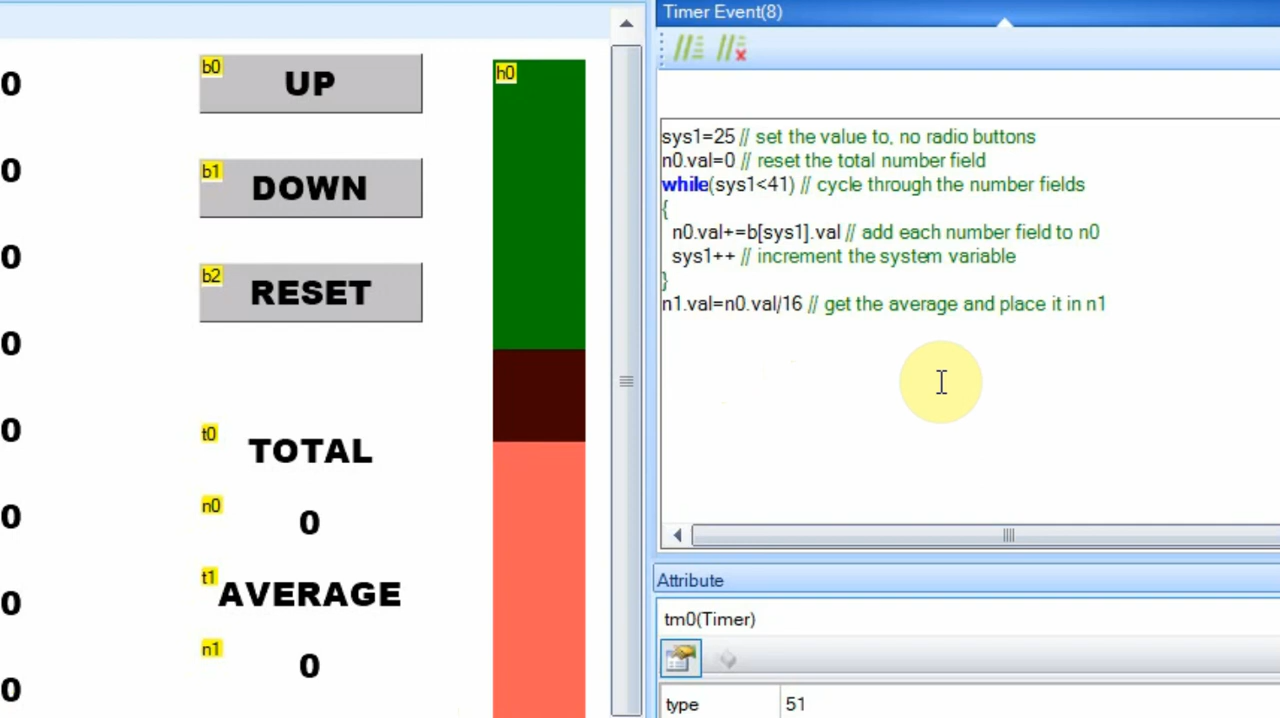 0
0
0
0
0
0
0
0
b0
UP
b1
DOWN
b2
RESET
t0
TOTAL
n0
0
t1
AVERAGE
n1
0
h0
Timer Event(8)
sys1=25 // set the value to, no radio buttons
n0.val=0 // reset the total number field
while(sys1<41) // cycle through the number fields
{
n0.val+=b[sys1].val // add each number field to n0
sys1++ // increment the system variable
}
n1.val=n0.val/16 // get the average and place it in n1
Attribute
tm0(Timer)
type 51